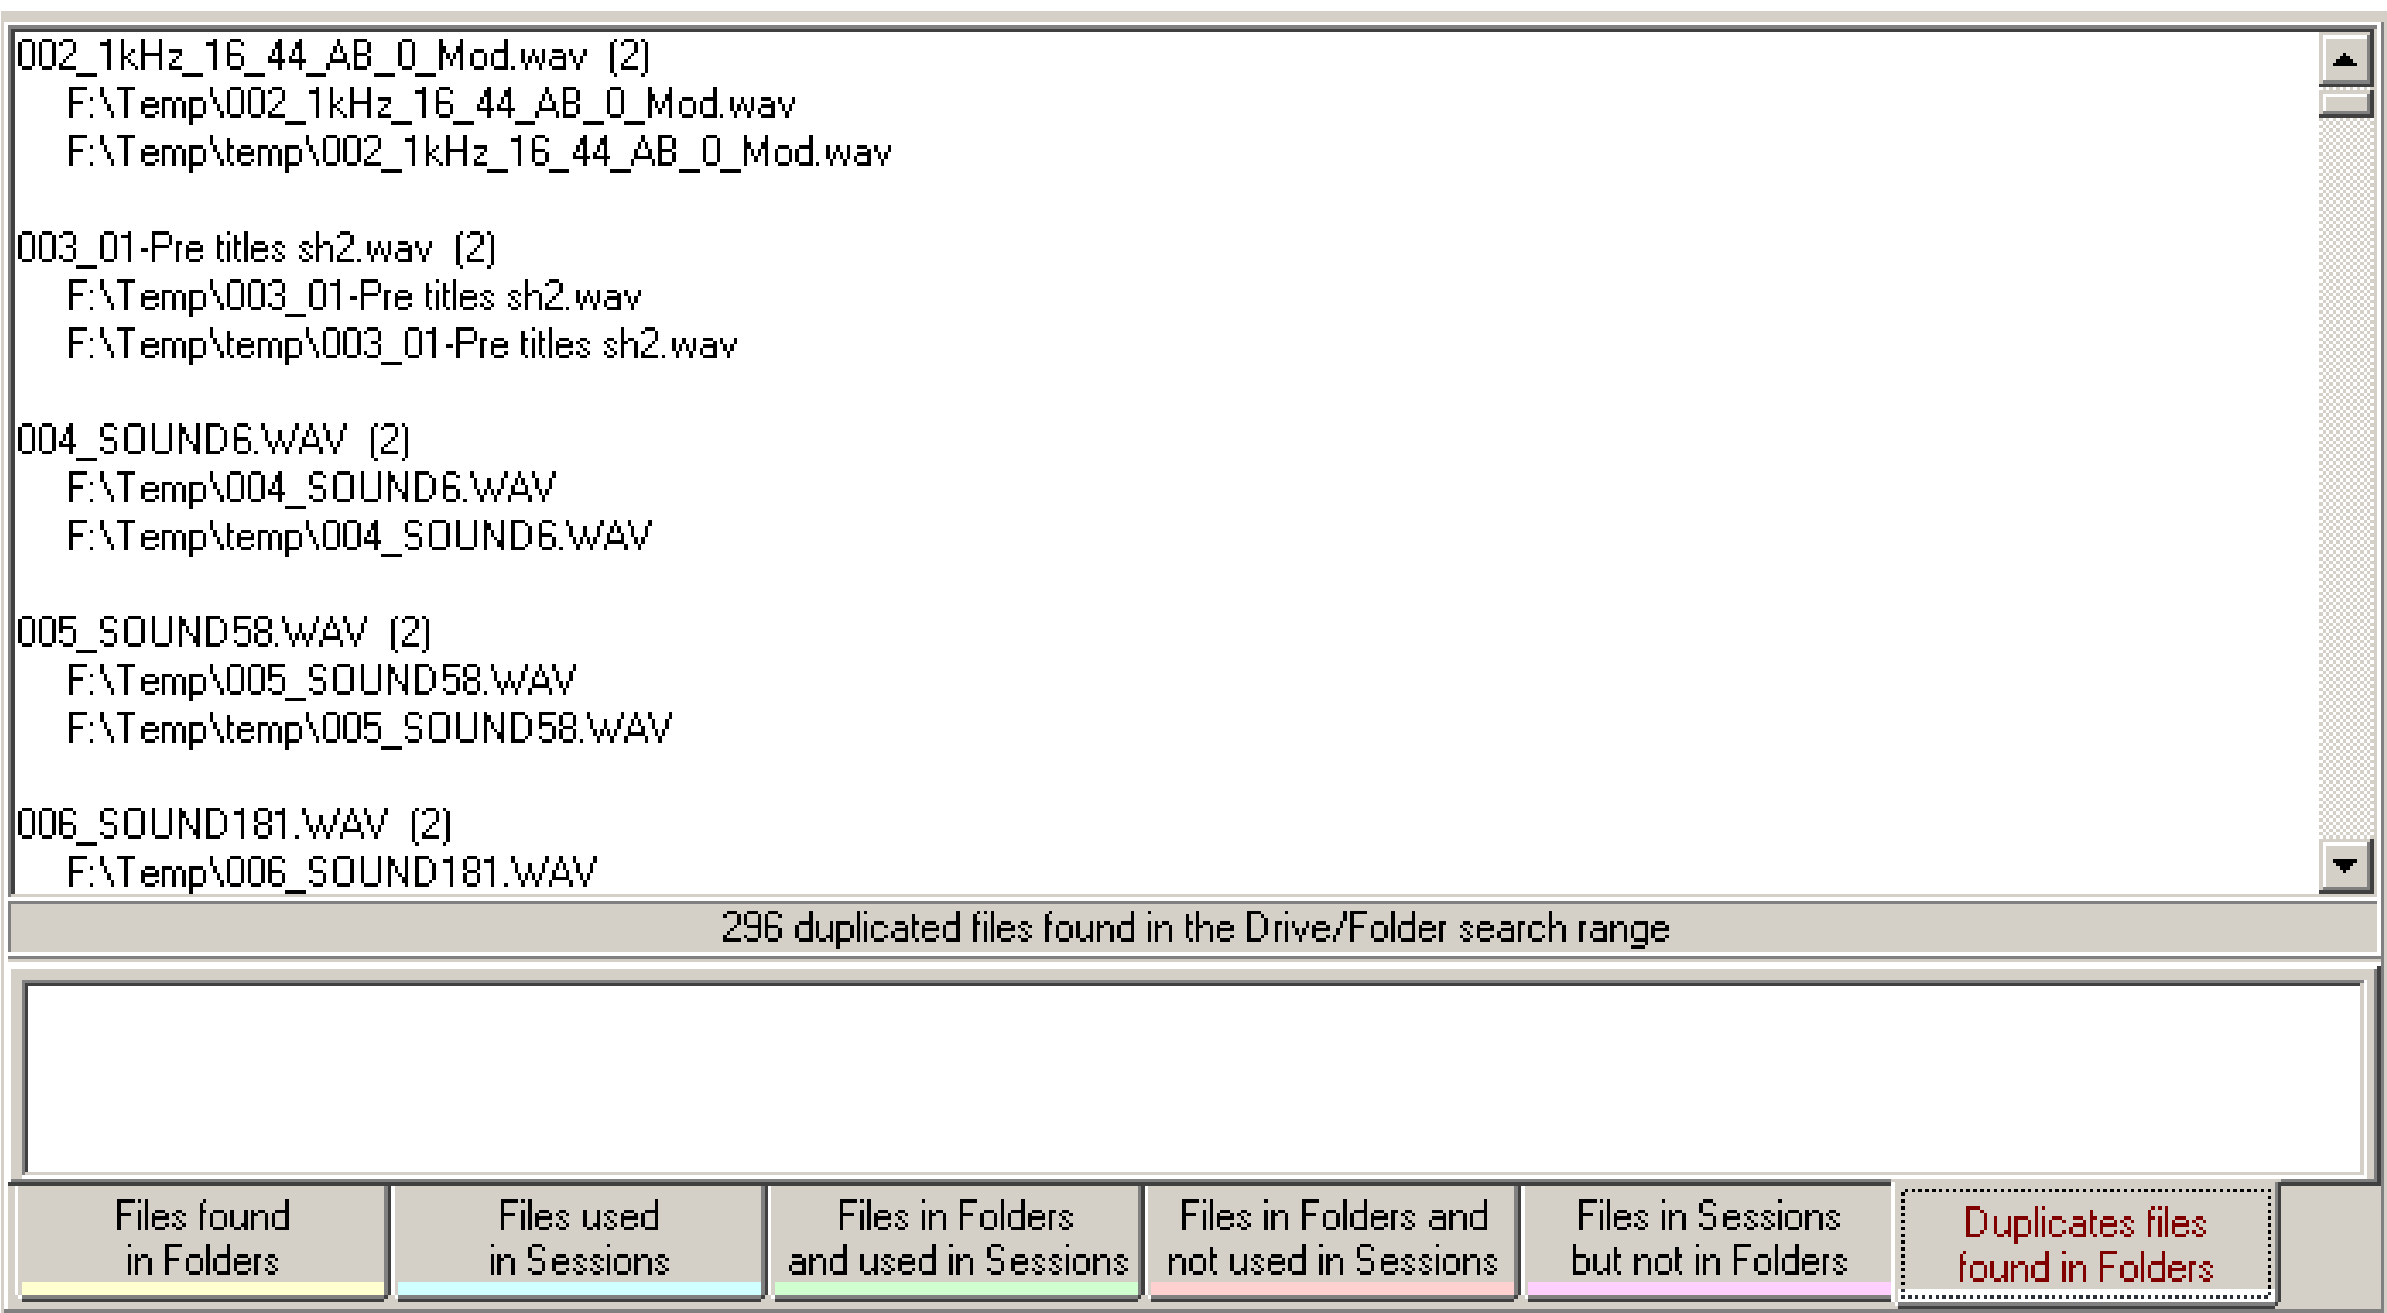 002_1kHz_16_44_AB_0_Mod.wav (2)
F:\Temp\002_1kHz_16_44_AB_0_Mod.wav
F:\Temp\temp\002_1kHz_16_44_AB_0_Mod.wav
003_01-Pre titles sh2.wav (2)
F:\Temp\003_01-Pre titles sh2.wav
F:\Temp\temp\003_01-Pre titles sh2.wav
004_SOUND6.WAV (2)
F:\Temp\004_SOUND6.WAV
F:\Temp\temp\004_SOUND6.WAV
005_SOUND58.WAV (2)
F:\Temp\005_SOUND58.WAV
F:\Temp\temp\005_SOUND58.WAV
006_SOUND181.WAV (2)
F:\Temp\006_SOUND181.WAV
296 duplicated files found in the Drive/Folder search range
Files found
in Folders
Files used
in Sessions
Files in Folders
and used in Sessions
Files in Folders and
not used in Sessions
Files in Sessions
but not in Folders
Duplicates files
found in Folders